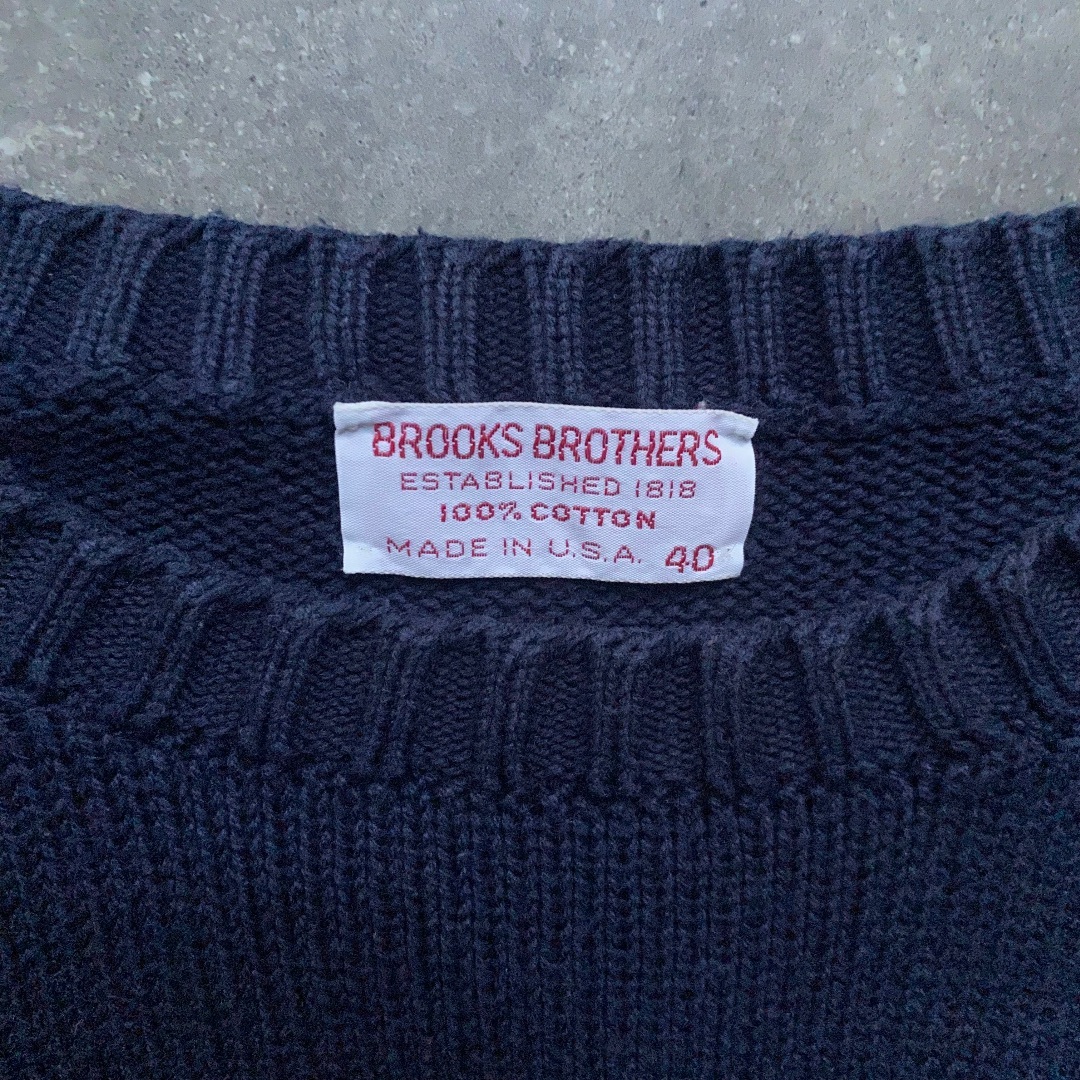 BROOKS BROTHERS
ESTABLISHED 1818
100% COTTON
MADE IN U.S.A. 40